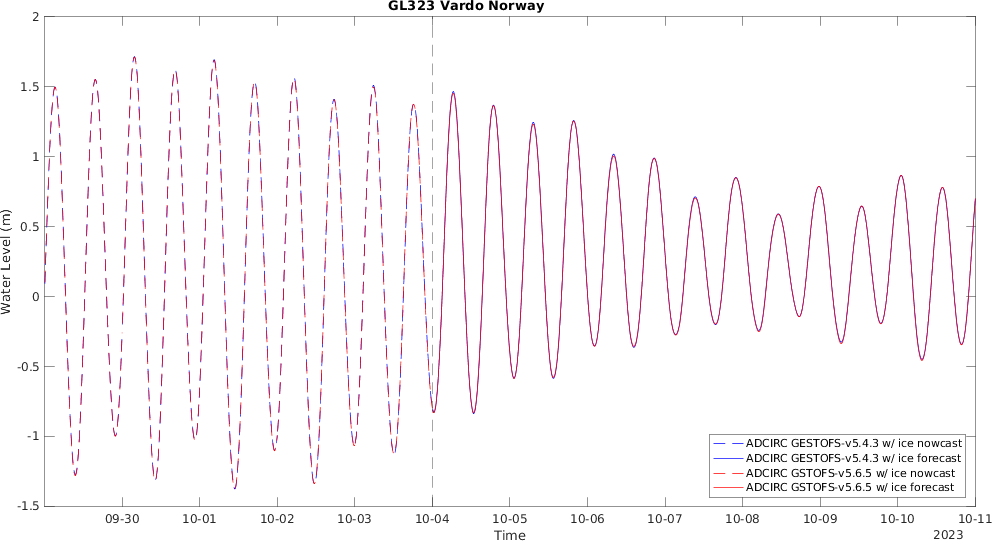 GL323 Vardo Norway
2
1.5
1
0.5
0
-0.5
-1
-1.5
Water Level (m)
09-30 10-01 10-02 10-03 10-04 10-05 10-06 10-07 10-08 10-09 10-10 10-11
Time
2023
ADCIRC GESTOFS-v5.4.3 w/ ice nowcast
ADCIRC GESTOFS-v5.4.3 w/ ice forecast
ADCIRC GSTOFS-v5.6.5 w/ ice nowcast
ADCIRC GSTOFS-v5.6.5 w/ ice forecast